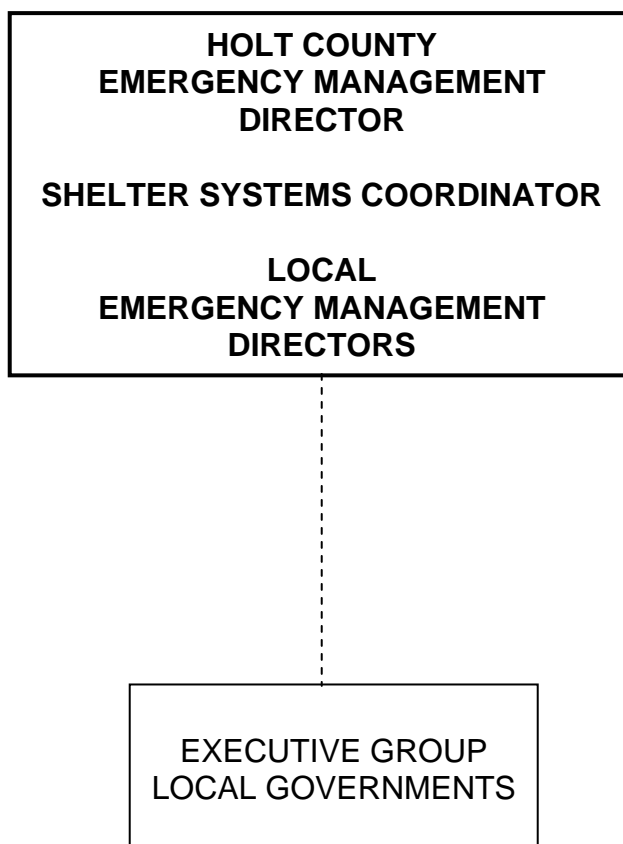 HOLT COUNTY
EMERGENCY MANAGEMENT
DIRECTOR
SHELTER SYSTEMS COORDINATOR
LOCAL
EMERGENCY MANAGEMENT
DIRECTORS
EXECUTIVE GROUP
LOCAL GOVERNMENTS